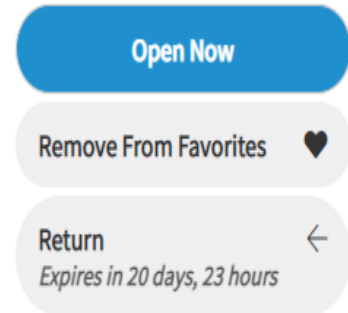 Open Now
Remove From Favorites
Return
Expires in 20 days, 23 hours